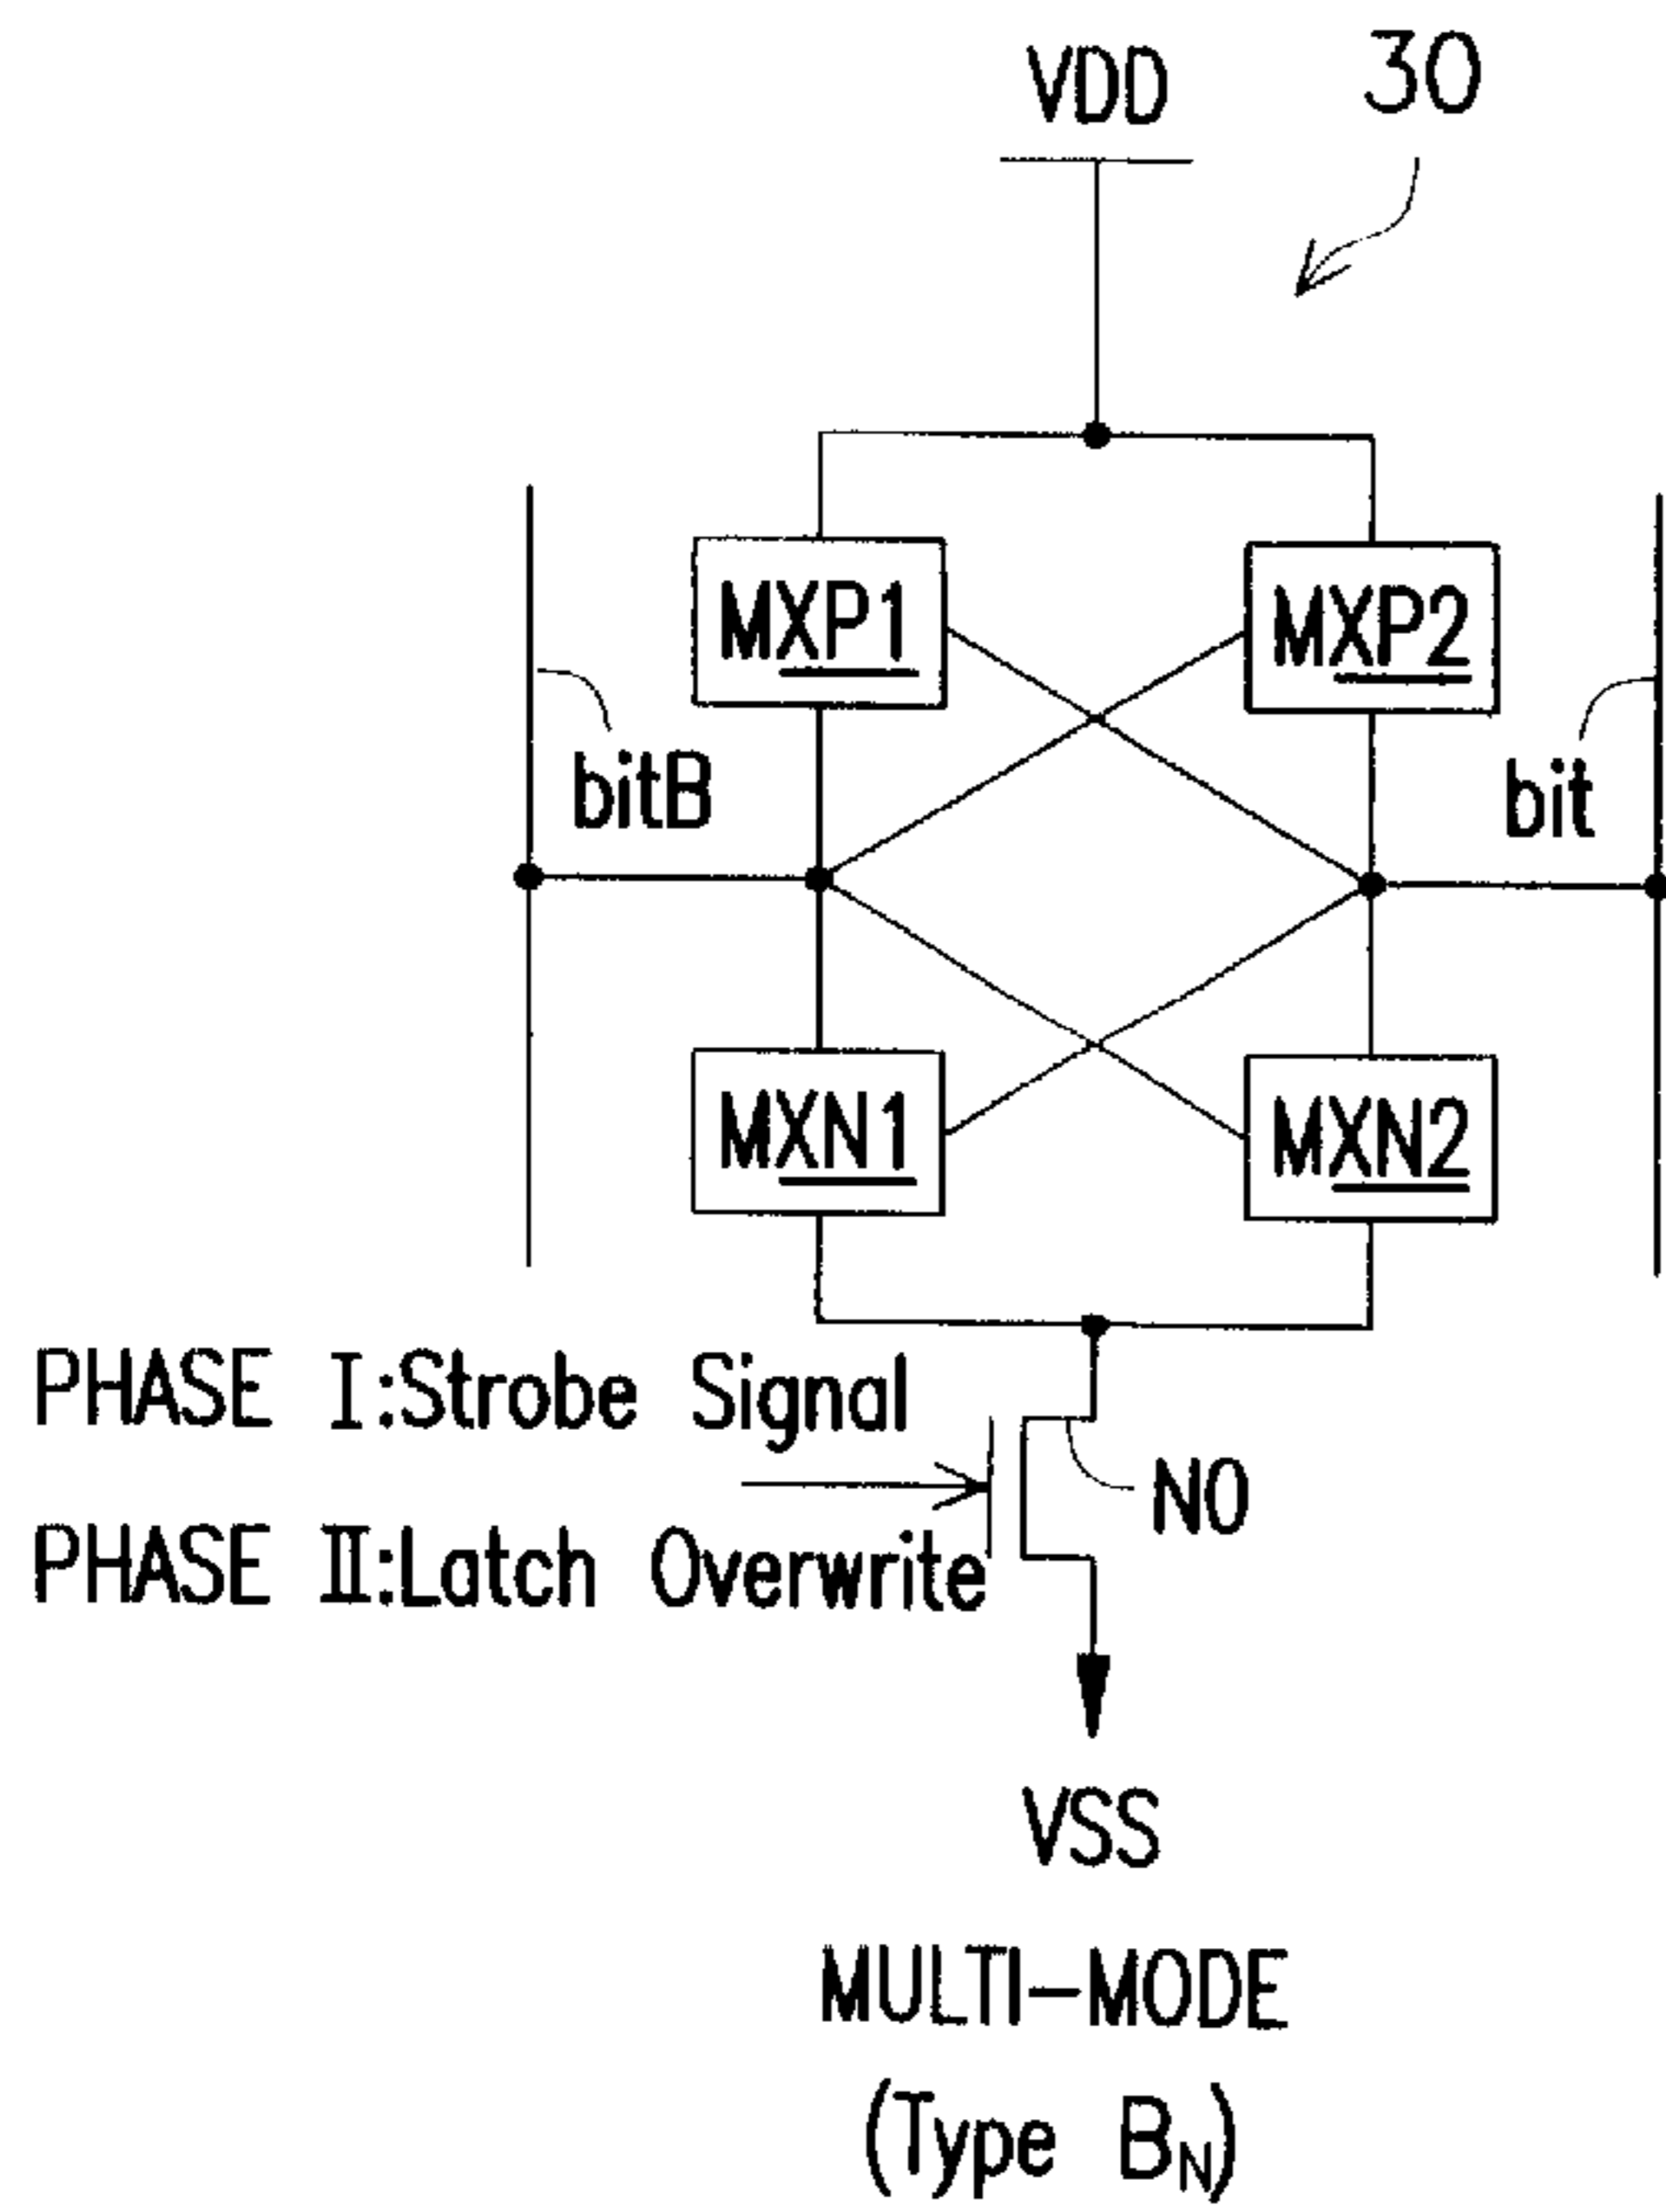 VDD
30
MXP1
MXP2
bitB
bit
MXN1
MXN2
PHASE I:Strobe Signal
N0
PHASE II:Latch Overwrite
VSS
MULTI-MODE
(Type BN)